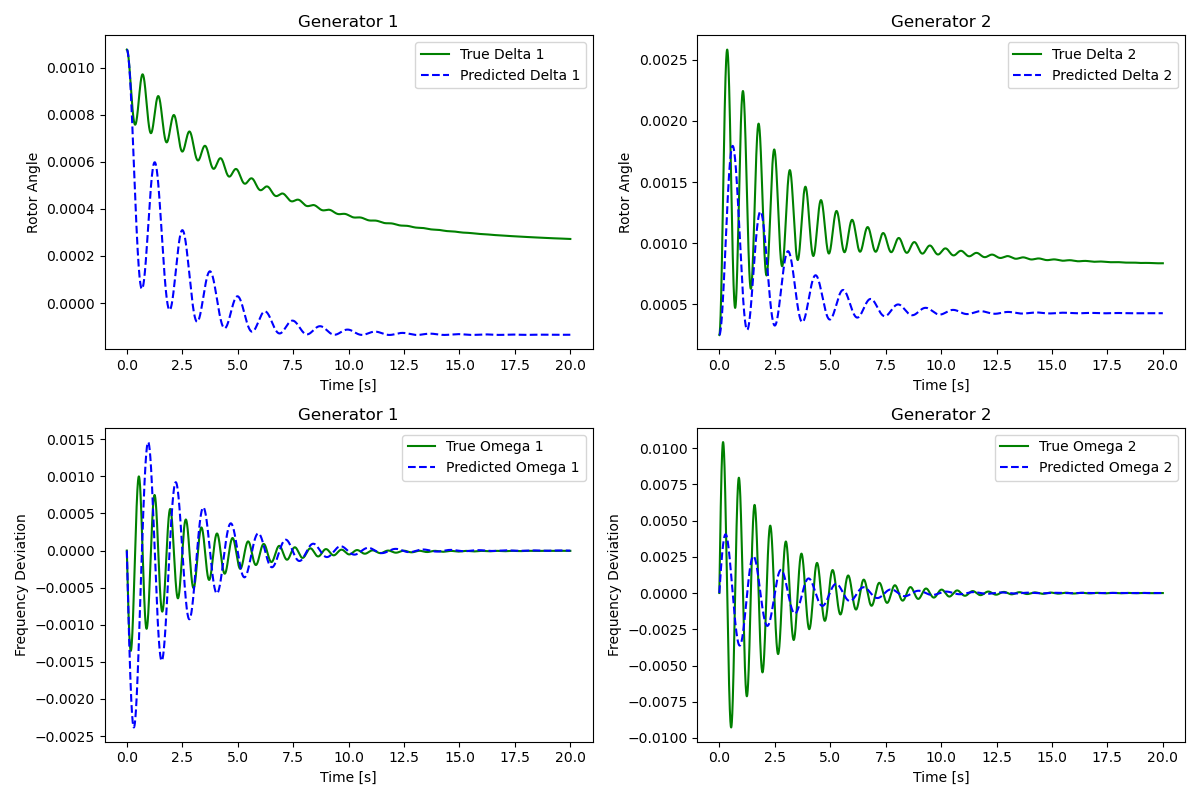 Generator 1
True Delta 1
Predicted Delta 1
0.0010
0.0008
0.0006
0.0004
0.0002
0.0000
Rotor Angle
0.0 2.5 5.0 7.5 10.0 12.5 15.0 17.5 20.0
Time [s]
Generator 2
True Delta 2
Predicted Delta 2
0.0025
0.0020
0.0015
0.0010
0.0005
Rotor Angle
0.0 2.5 5.0 7.5 10.0 12.5 15.0 17.5 20.0
Time [s]
Generator 1
True Omega 1
Predicted Omega 1
0.0015
0.0010
0.0005
0.0000
−0.0005
−0.0010
−0.0015
−0.0020
−0.0025
Frequency Deviation
0.0 2.5 5.0 7.5 10.0 12.5 15.0 17.5 20.0
Time [s]
Generator 2
True Omega 2
Predicted Omega 2
0.0100
0.0075
0.0050
0.0025
0.0000
−0.0025
−0.0050
−0.0075
−0.0100
Frequency Deviation
0.0 2.5 5.0 7.5 10.0 12.5 15.0 17.5 20.0
Time [s]